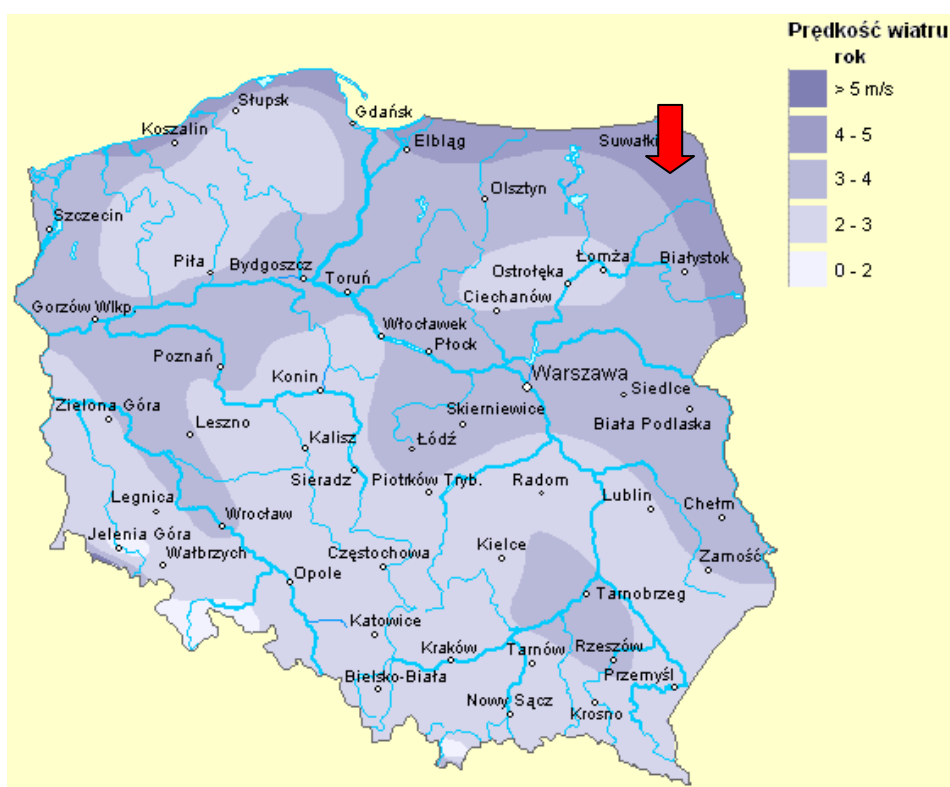 Prędkość wiatru
rok
> 5 m/s
4 - 5
3 - 4
2 - 3
0 - 2
Słupsk
Gdańsk
Koszalin
Elbląg
Suwałki
Olsztyn
Szczecin
Piła
Bydgoszcz
Toruń
Ostrołęka
Łomża
Białystok
Ciechanów
Gorzów Wlkp.
Włocławek
Płock
Poznań
Konin
Warszawa
Siedlce
Zielona Góra
Leszno
Skierniewice
Biała Podlaska
Kalisz
Łódź
Sieradz
Piotrków Tryb.
Radom
Lublin
Chełm
Legnica
Wrocław
Jelenia Góra
Wałbrzych
Częstochowa
Kielce
Zamość
Opole
Tarnobrzeg
Katowice
Kraków
Tarnów
Rzeszów
Bielsko-Biała
Przemyśl
Nowy Sącz
Krosno